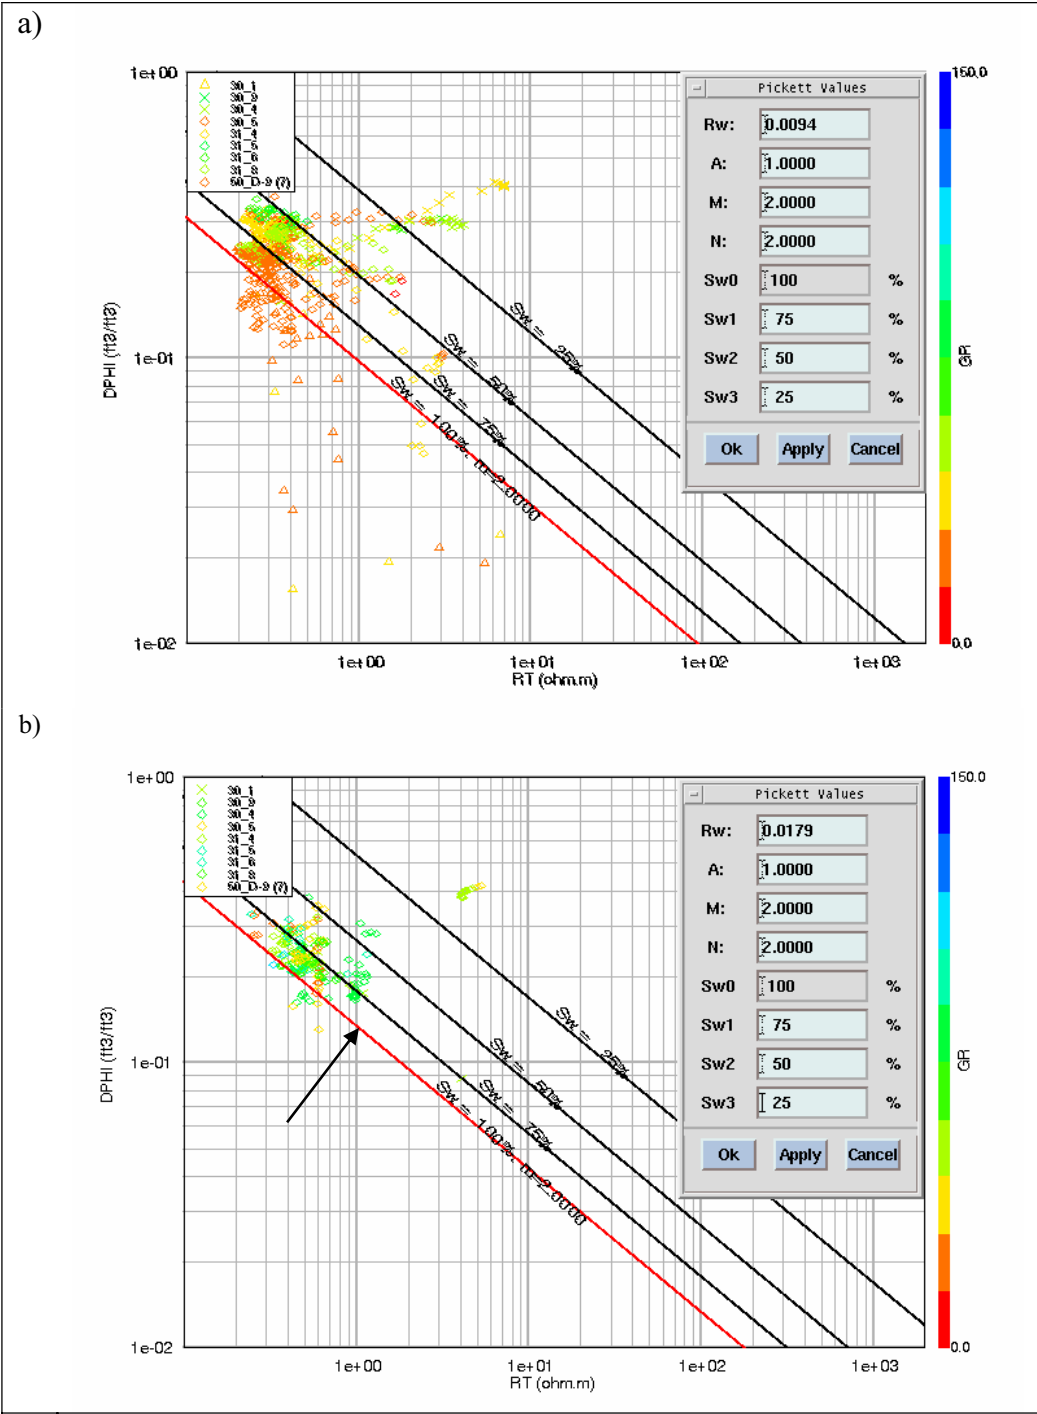 a)
1e+00
30_1
30_9
30_4
30_5
31_4
31_5
31_6
31_8
50_D-9 (?)
Pickett Values
Rw: 0.0094
A: 1.0000
M: 2.0000
N: 2.0000
Sw0 100 %
Sw1 75 %
Sw2 50 %
Sw3 25 %
Ok Apply Cancel
150.0
GR
0.0
DPHI (ft3/ft3)
1e-01
1e-02
Sw = 25%
Sw = 50%
Sw = 75%
Sw = 100%, m=2.0000
1e+00 1e+01 1e+02 1e+03
RT (ohm.m)
b)
1e+00
30_1
30_9
30_4
30_5
31_4
31_5
31_6
31_8
50_D-9 (?)
Pickett Values
Rw: 0.0179
A: 1.0000
M: 2.0000
N: 2.0000
Sw0 100 %
Sw1 75 %
Sw2 50 %
Sw3 25 %
Ok Apply Cancel
150.0
GR
0.0
DPHI (ft3/ft3)
1e-01
1e-02
Sw = 25%
Sw = 50%
Sw = 75%
Sw = 100%, m=2.0000
1e+00 1e+01 1e+02 1e+03
RT (ohm.m)